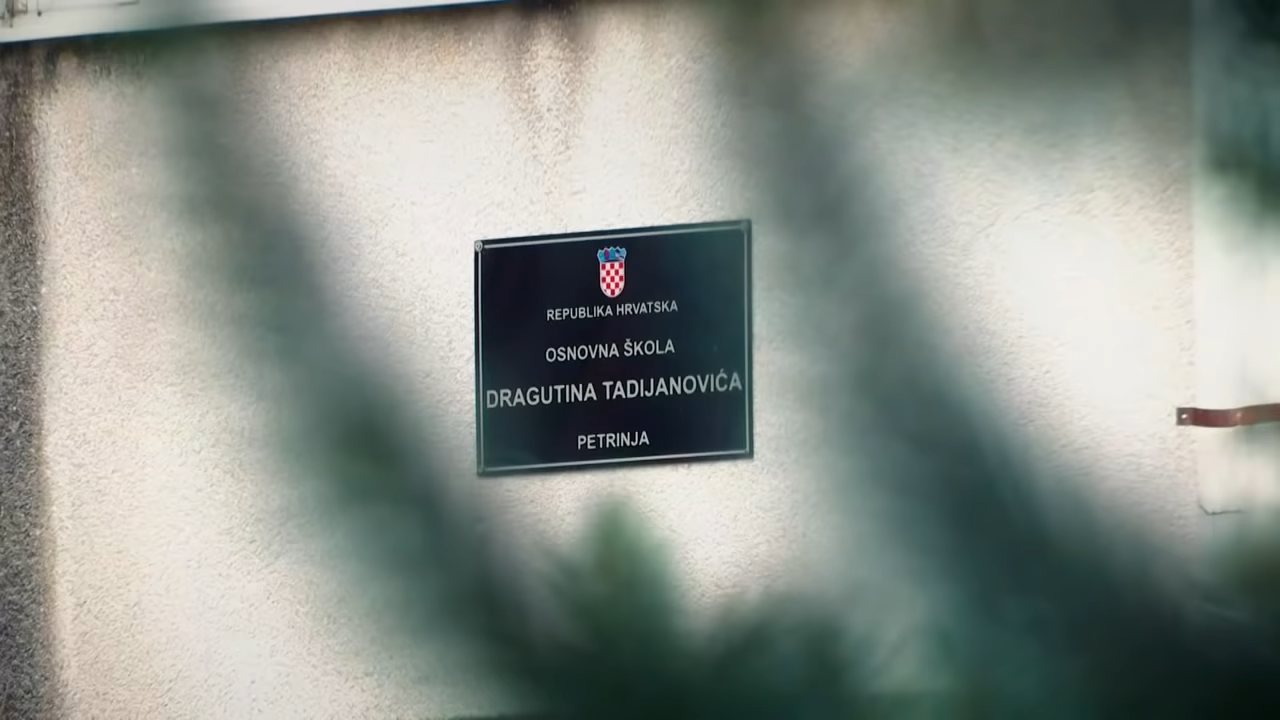 REPUBLIKA HRVATSKA
OSNOVNA ŠKOLA
DRAGUTINA TADIJANOVIĆA
PETRINJA